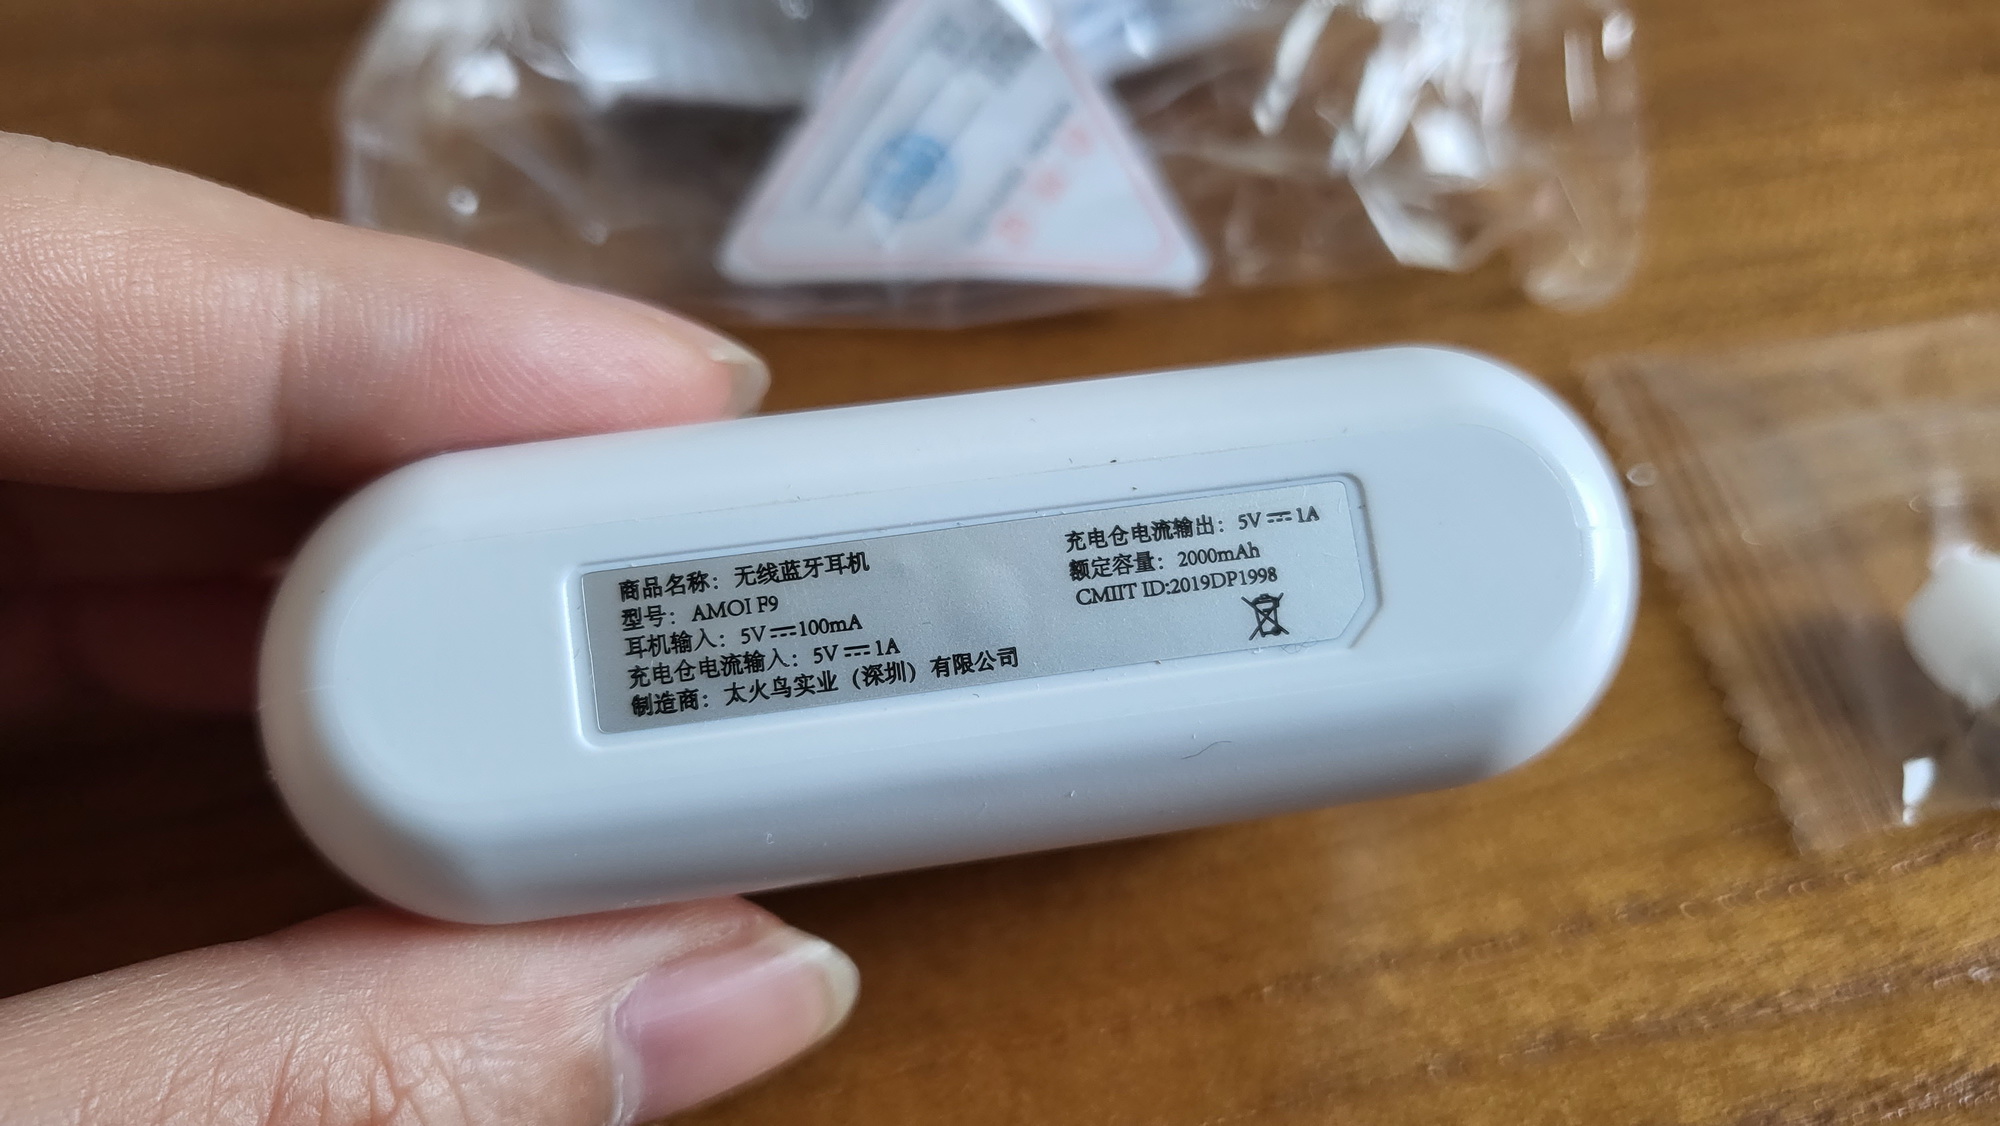 商品名称：无线蓝牙耳机
型号：AMOI F9
耳机输入：5V⎓100mA
充电仓电流输入：5V⎓1A
制造商：太火鸟实业（深圳）有限公司
充电仓电流输出：5V⎓1A
额定容量：2000mAh
CMIIT ID:2019DP1998